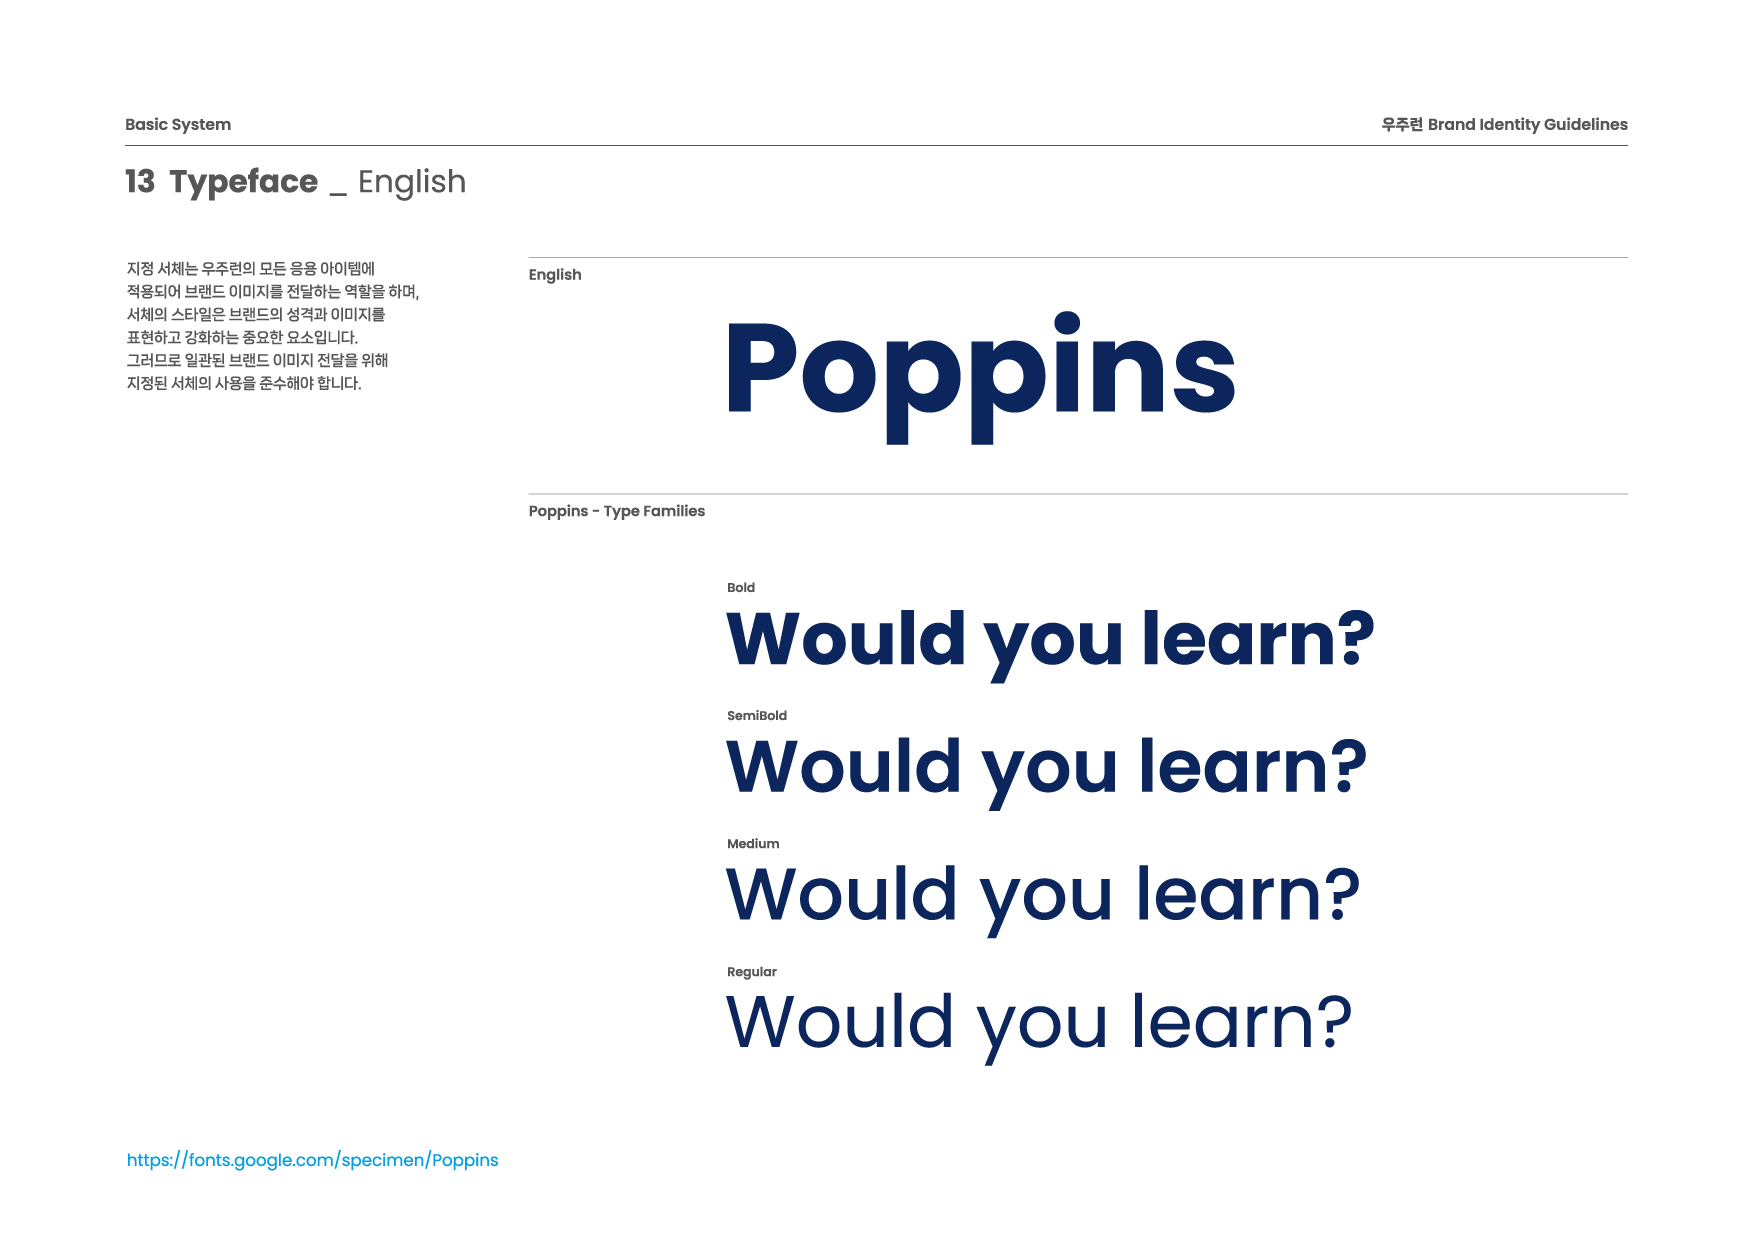 Basic System
우주런 Brand Identity Guidelines
13 Typeface _ English
지정 서체는 우주런의 모든 응용 아이템에
적용되어 브랜드 이미지를 전달하는 역할을 하며,
서체의 스타일은 브랜드의 성격과 이미지를
표현하고 강화하는 중요한 요소입니다.
그러므로 일관된 브랜드 이미지 전달을 위해
지정된 서체의 사용을 준수해야 합니다.
English
Poppins
Poppins - Type Families
Bold
Would you learn?
SemiBold
Would you learn?
Medium
Would you learn?
Regular
Would you learn?
https://fonts.google.com/specimen/Poppins